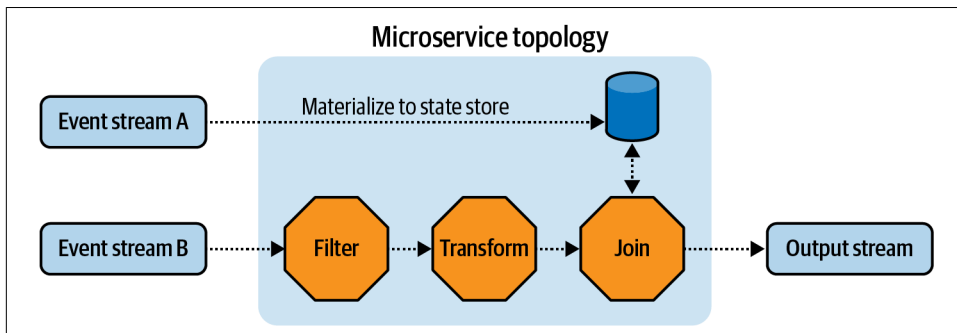 Microservice topology
Event stream A
Materialize to state store
Event stream B
Filter
Transform
Join
Output stream